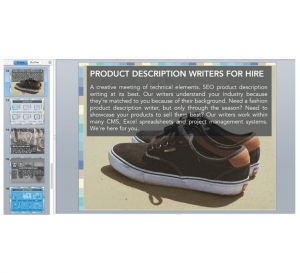 PRODUCT DESCRIPTION WRITERS FOR HIRE
A creative meeting of technical elements. SEO product description
writing at its best. Our writers understand your industry because
they're matched to you because of their background. Need a fashion
product description writer, but only through the season? Need to
showcase your products to sell them best? Our writers work within
many CMS, Excel spreadsheets and project management systems.
We're here for you.